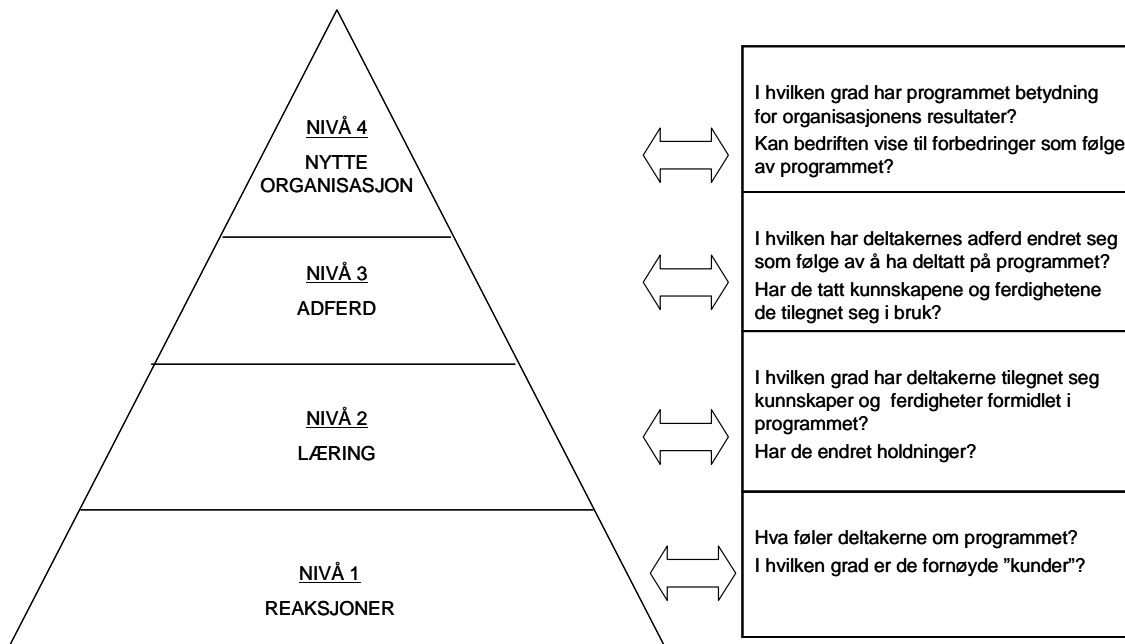 NIVÅ 4
NYTTE
ORGANISASJON
I hvilken grad har programmet betydning
for organisasjonens resultater?
Kan bedriften vise til forbedringer som følge
av programmet?
NIVÅ 3
ADFERD
I hvilken har deltakernes adferd endret seg
som følge av å ha deltatt på programmet?
Har de tatt kunnskapene og ferdighetene
de tilegnet seg i bruk?
NIVÅ 2
LÆRING
I hvilken grad har deltakerne tilegnet seg
kunnskaper og  ferdigheter formidlet i
programmet?
Har de endret holdninger?
NIVÅ 1
REAKSJONER
Hva føler deltakerne om programmet?
I hvilken grad er de fornøyde ”kunder”?